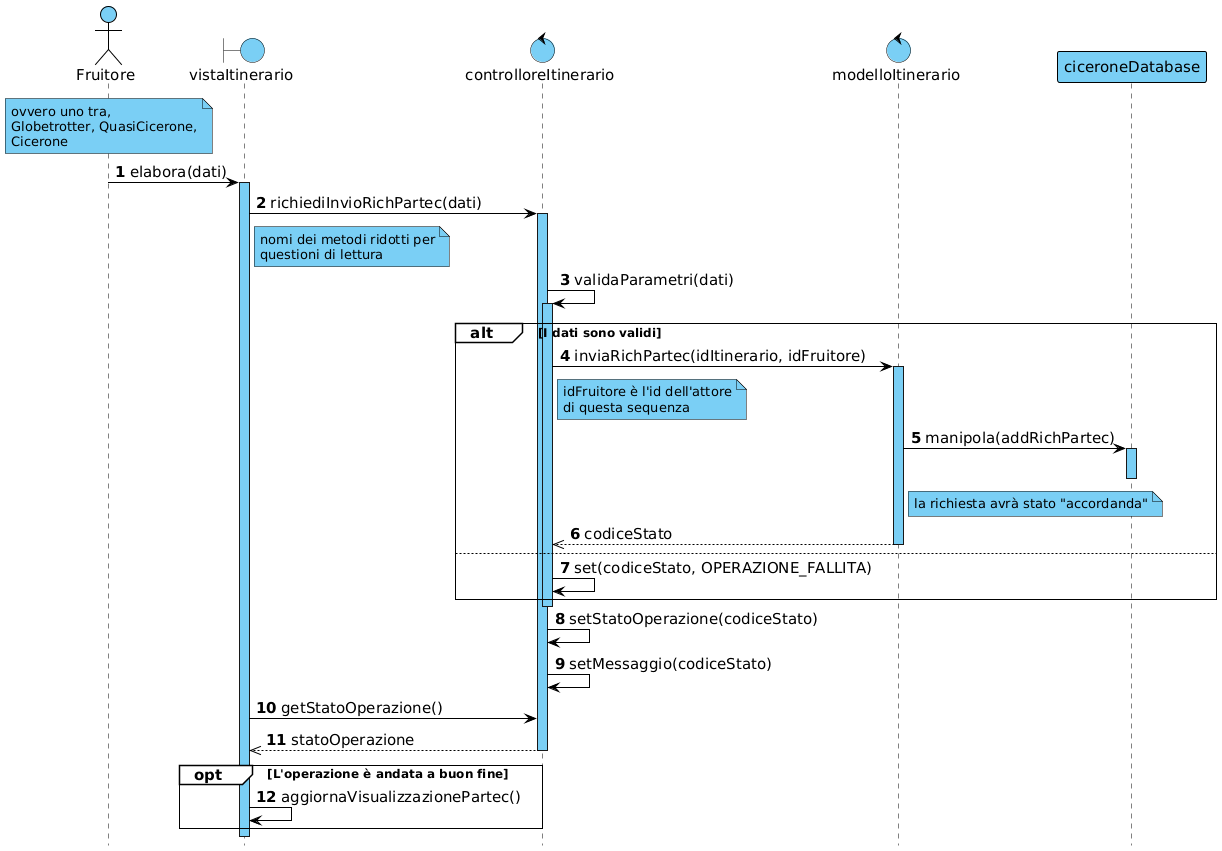 Fruitore
vistaItinerario
controlloreItinerario
modelloItinerario
ciceroneDatabase
ovvero uno tra,
Globetrotter, QuasiCicerone,
Cicerone
1 elabora(dati)
2 richiediInvioRichPartec(dati)
nomi dei metodi ridotti per
questioni di lettura
3 validaParametri(dati)
alt [I dati sono validi]
4 inviaRichPartec(idItinerario, idFruitore)
idFruitore è l'id dell'attore
di questa sequenza
5 manipola(addRichPartec)
la richiesta avrà stato "accordanda"
6 codiceStato
7 set(codiceStato, OPERAZIONE_FALLITA)
8 setStatoOperazione(codiceStato)
9 setMessaggio(codiceStato)
10 getStatoOperazione()
11 statoOperazione
opt [L'operazione è andata a buon fine]
12 aggiornaVisualizzazionePartec()